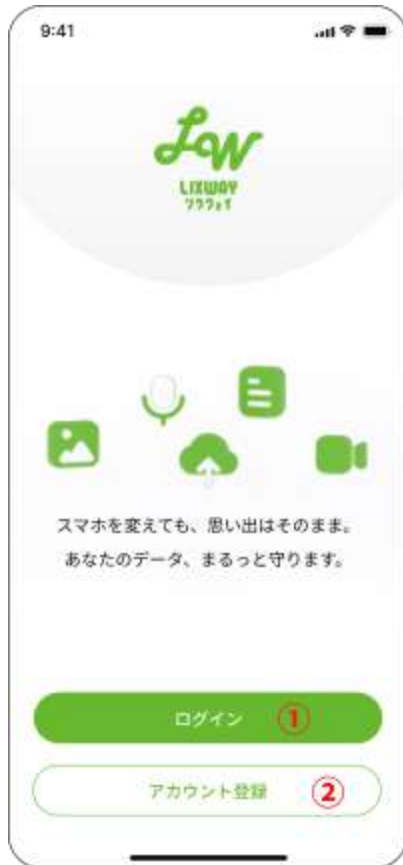 9:41
LW
LIXWAY
スマホを変えても、思い出はそのまま。
あなたのデータ、まるっと守ります。
ログイン ①
アカウント登録 ②